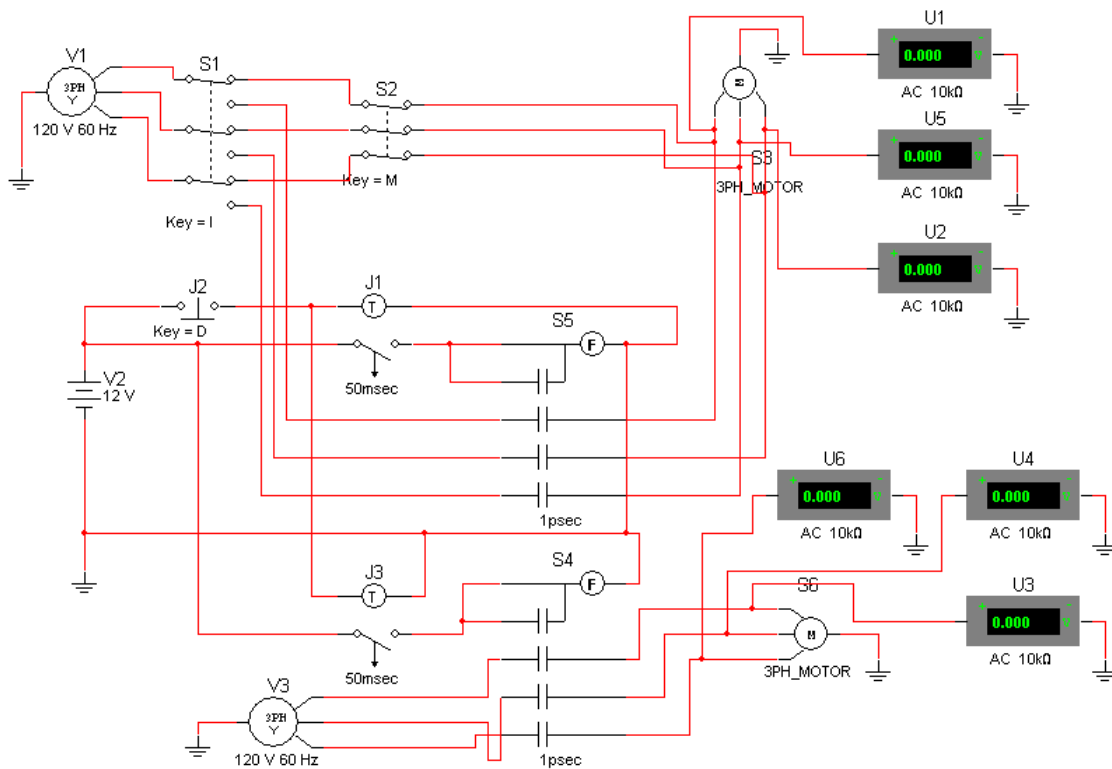 U1
+ -
0.000
V
AC 10kΩ
V1
3PH
Y
120 V 60 Hz
S1
S2
Key = M
Key = I
M
S3
3PH_MOTOR
U5
+ -
0.000
V
AC 10kΩ
U2
+ -
0.000
V
AC 10kΩ
J2
Key = D
J1
T
S5
F
50msec
V2
12 V
1psec
U6
+ -
0.000
V
AC 10kΩ
U4
+ -
0.000
V
AC 10kΩ
J3
T
S4
F
50msec
S6
M
3PH_MOTOR
U3
+ -
0.000
V
AC 10kΩ
V3
3PH
Y
120 V 60 Hz
1psec